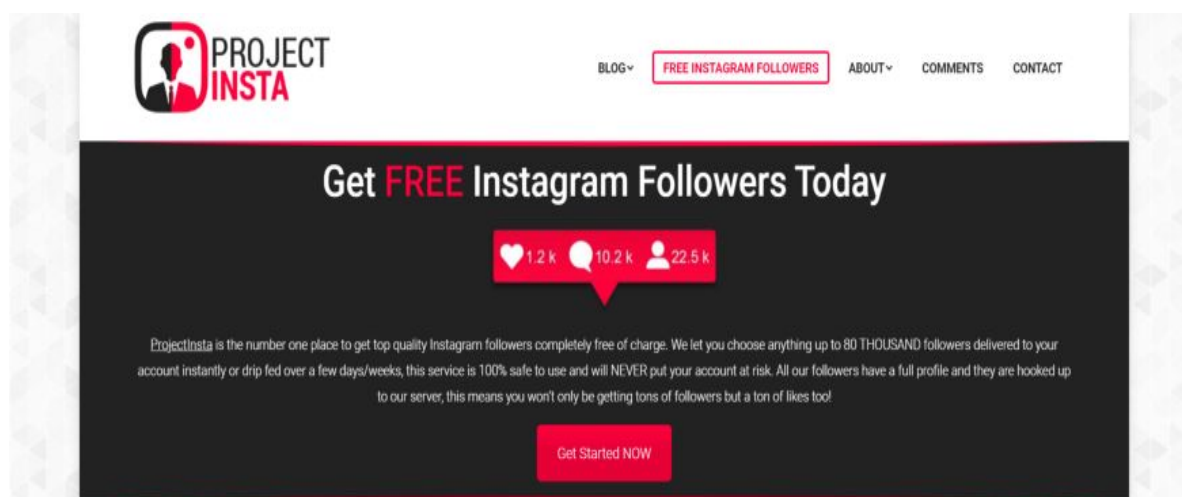 PROJECT
INSTA
BLOG FREE INSTAGRAM FOLLOWERS ABOUT COMMENTS CONTACT
Get FREE Instagram Followers Today
1.2 k 10.2 k 22.5 k
ProjectInsta is the number one place to get top quality Instagram followers completely free of charge. We let you choose anything up to 80 THOUSAND followers delivered to your
account instantly or drip fed over a few days/weeks, this service is 100% safe to use and will NEVER put your account at risk. All our followers have a full profile and they are hooked up
to our server, this means you won't only be getting tons of followers but a ton of likes too!
Get Started NOW